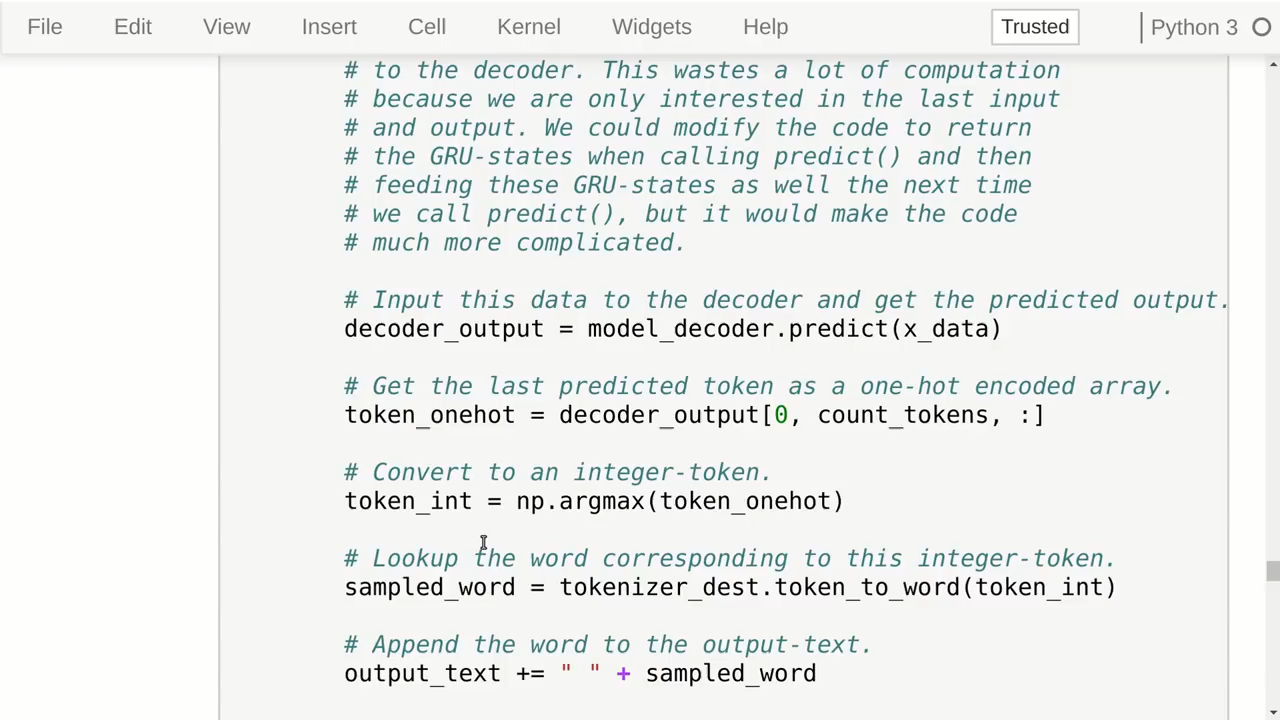 File Edit View Insert Cell Kernel Widgets Help Trusted Python 3
# to the decoder. This wastes a lot of computation
# because we are only interested in the last input
# and output. We could modify the code to return
# the GRU-states when calling predict() and then
# feeding these GRU-states as well the next time
# we call predict(), but it would make the code
# much more complicated.
# Input this data to the decoder and get the predicted output.
decoder_output = model_decoder.predict(x_data)
# Get the last predicted token as a one-hot encoded array.
token_onehot = decoder_output[0, count_tokens, :]
# Convert to an integer-token.
token_int = np.argmax(token_onehot)
# Lookup the word corresponding to this integer-token.
sampled_word = tokenizer_dest.token_to_word(token_int)
# Append the word to the output-text.
output_text += " " + sampled_word